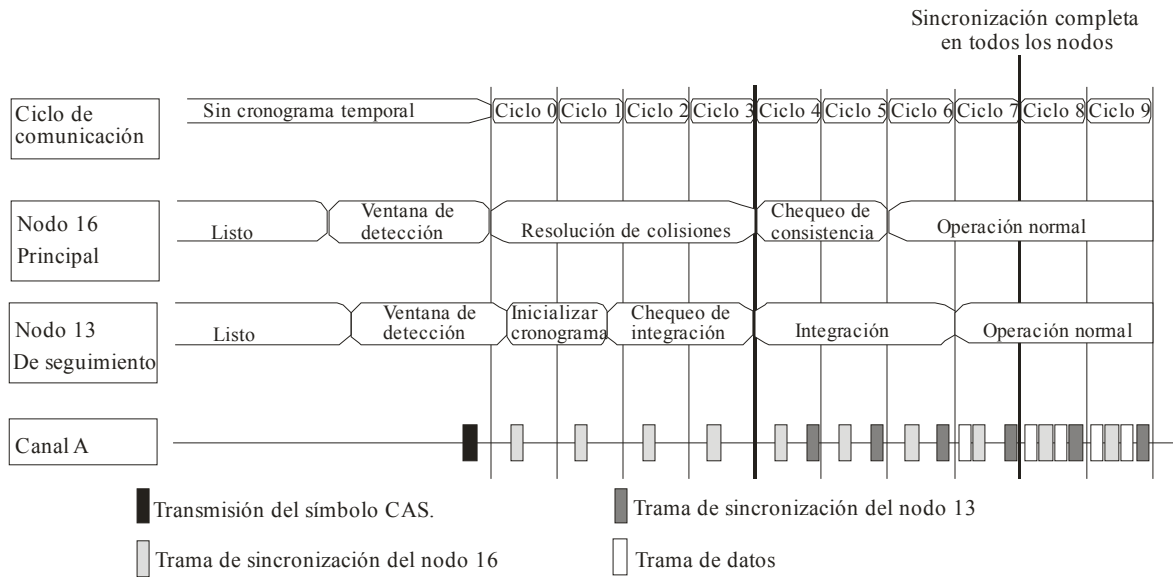 Sincronización completa
en todos los nodos
Ciclo de
comunicación
Sin cronograma temporal
Ciclo 0
Ciclo 1
Ciclo 2
Ciclo 3
Ciclo 4
Ciclo 5
Ciclo 6
Ciclo 7
Ciclo 8
Ciclo 9
Nodo 16
Principal
Listo
Ventana de
detección
Resolución de colisiones
Chequeo de
consistencia
Operación normal
Nodo 13
De seguimiento
Listo
Ventana de
detección
Inicializar
cronograma
Chequeo de
integración
Integración
Operación normal
Canal A
Transmisión del símbolo CAS.
Trama de sincronización del nodo 13
Trama de sincronización del nodo 16
Trama de datos